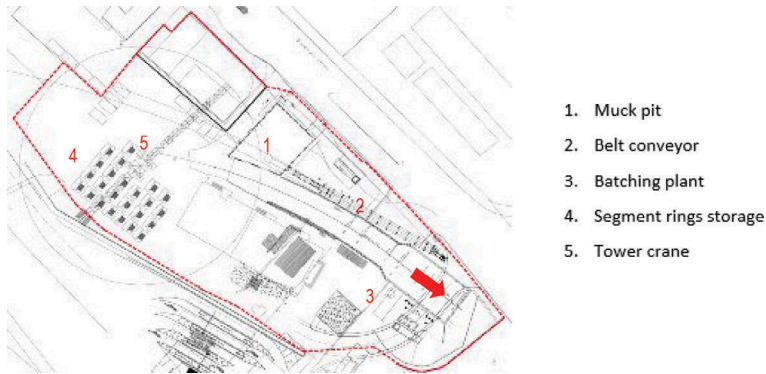 1
2
3
4
5
1. Muck pit
2. Belt conveyor
3. Batching plant
4. Segment rings storage
5. Tower crane